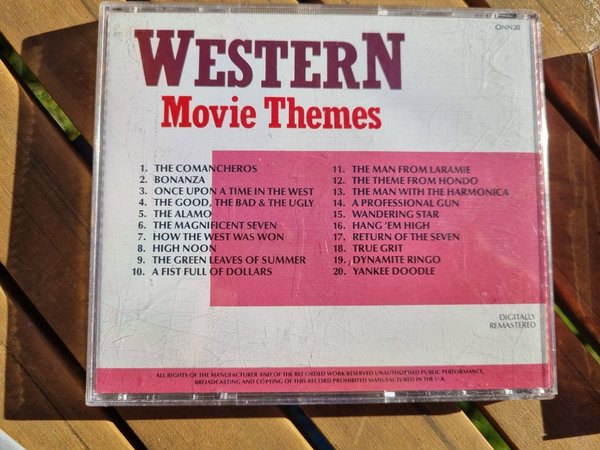 ONN20
WESTERN
Movie Themes
1. THE COMANCHEROS
2. BONANZA
3. ONCE UPON A TIME IN THE WEST
4. THE GOOD, THE BAD & THE UGLY
5. THE ALAMO
6. THE MAGNIFICENT SEVEN
7. HOW THE WEST WAS WON
8. HIGH NOON
9. THE GREEN LEAVES OF SUMMER
10. A FIST FULL OF DOLLARS
11. THE MAN FROM LARAMIE
12. THE THEME FROM HONDO
13. THE MAN WITH THE HARMONICA
14. A PROFESSIONAL GUN
15. WANDERING STAR
16. HANG 'EM HIGH
17. RETURN OF THE SEVEN
18. TRUE GRIT
19. DYNAMITE RINGO
20. YANKEE DOODLE
DIGITALLY
REMASTERED
ALL RIGHTS OF THE MANUFACTURER AND OF THE RECORDED WORK RESERVED UNAUTHORISED PUBLIC PERFORMANCE,
BROADCASTING AND COPYING OF THIS RECORD PROHIBITED MANUFACTURED IN THE U.K.